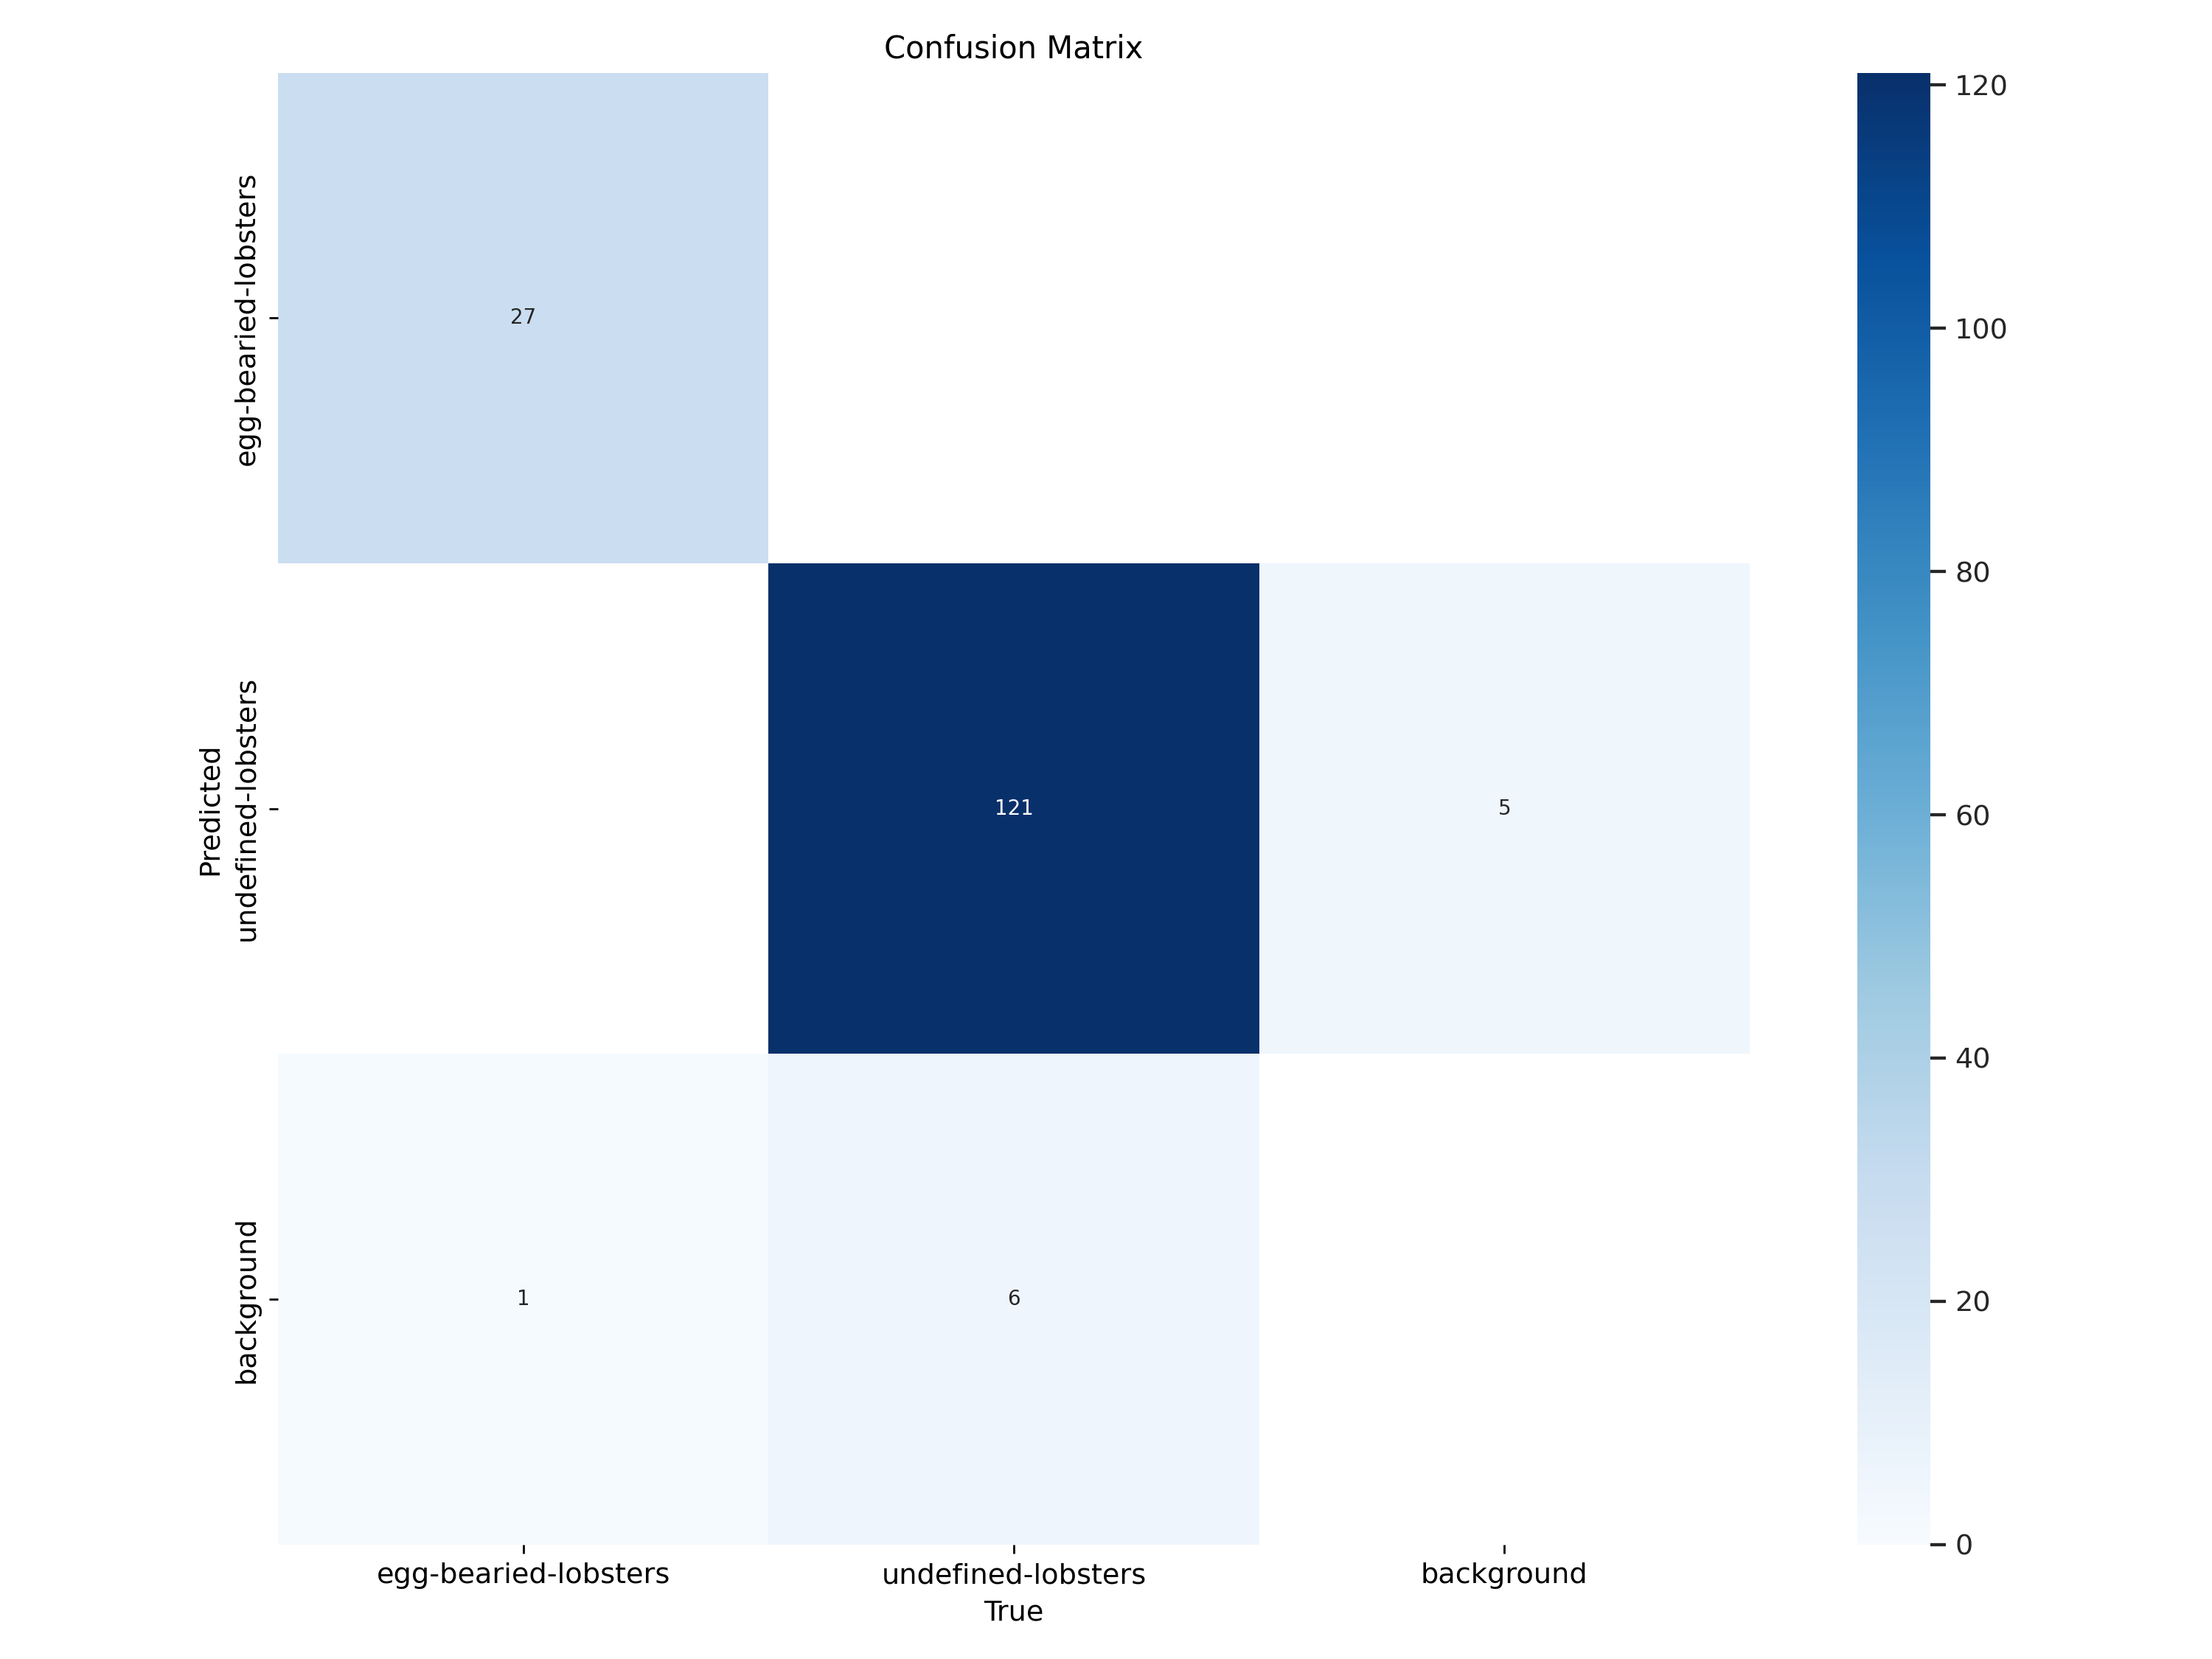 Confusion Matrix
Predicted
egg-bearied-lobsters
undefined-lobsters
background
27
121
5
1
6
egg-bearied-lobsters
undefined-lobsters
background
True
120
100
80
60
40
20
0